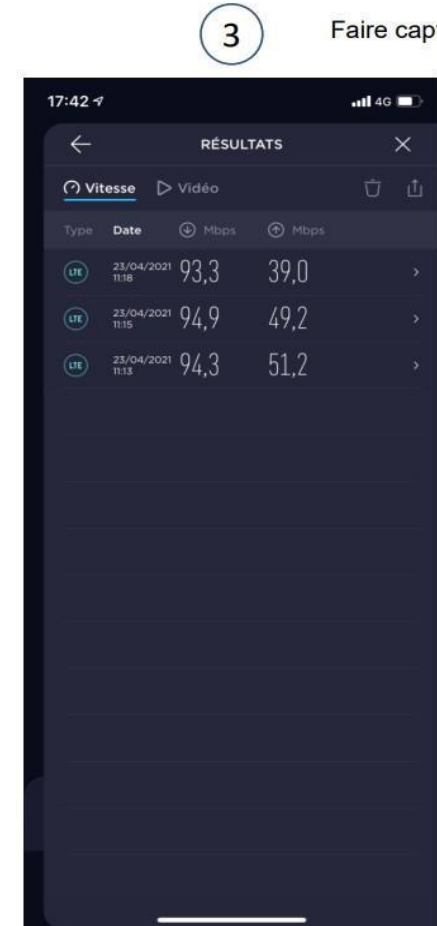 3
Faire cap
17:42 4G
RÉSULTATS
Vitesse Vidéo
Type Date Mbps Mbps
LTE 23/04/2021 11:18 93,3 39,0
LTE 23/04/2021 11:15 94,9 49,2
LTE 23/04/2021 11:13 94,3 51,2